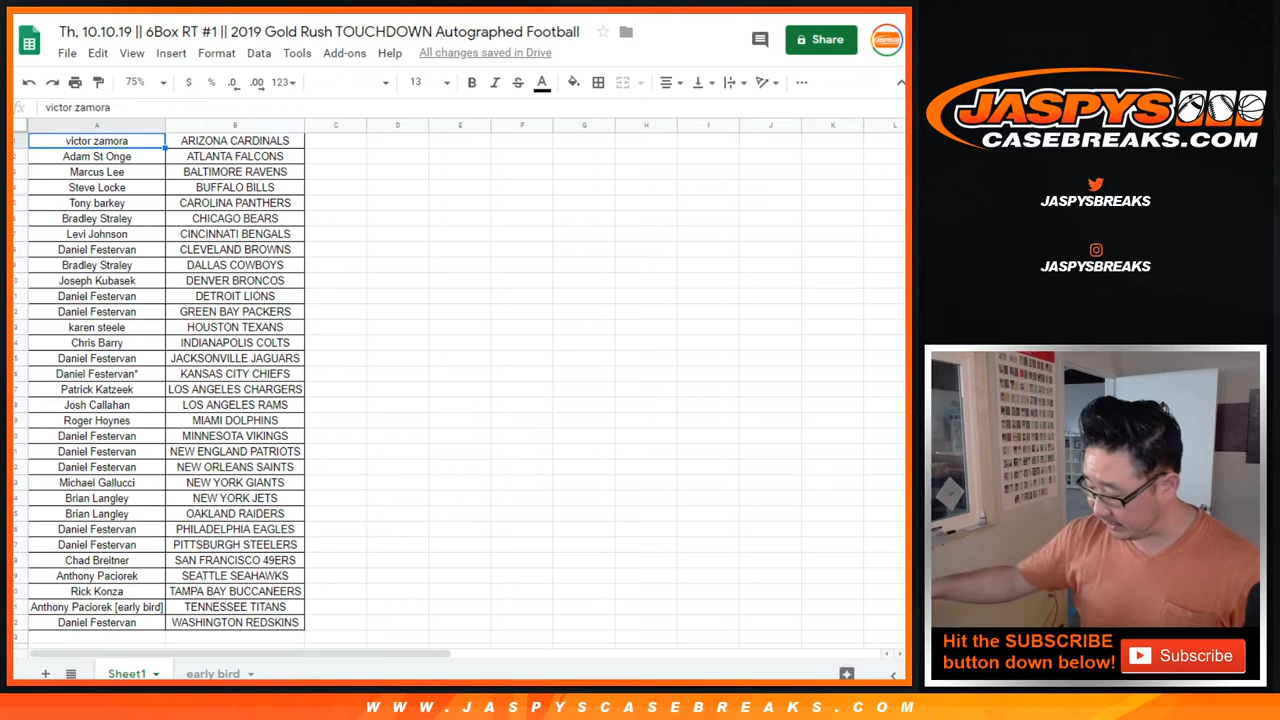 Th, 10.10.19 || 6Box RT #1 || 2019 Gold Rush TOUCHDOWN Autographed Football
File Edit View Insert Format Data Tools Add-ons Help All changes saved in Drive
Share
75% $ % .0 .00 123 13 B I S A
fx victor zamora
A B C D E F G H I J K L
victor zamora ARIZONA CARDINALS
Adam St Onge ATLANTA FALCONS
Marcus Lee BALTIMORE RAVENS
Steve Locke BUFFALO BILLS
Tony barkey CAROLINA PANTHERS
Bradley Straley CHICAGO BEARS
Levi Johnson CINCINNATI BENGALS
Daniel Festervan CLEVELAND BROWNS
Bradley Straley DALLAS COWBOYS
Joseph Kubasek DENVER BRONCOS
Daniel Festervan DETROIT LIONS
Daniel Festervan GREEN BAY PACKERS
karen steele HOUSTON TEXANS
Chris Barry INDIANAPOLIS COLTS
Daniel Festervan JACKSONVILLE JAGUARS
Daniel Festervan* KANSAS CITY CHIEFS
Patrick Katzeek LOS ANGELES CHARGERS
Josh Callahan LOS ANGELES RAMS
Roger Hoynes MIAMI DOLPHINS
Daniel Festervan MINNESOTA VIKINGS
Daniel Festervan NEW ENGLAND PATRIOTS
Daniel Festervan NEW ORLEANS SAINTS
Michael Gallucci NEW YORK GIANTS
Brian Langley NEW YORK JETS
Brian Langley OAKLAND RAIDERS
Daniel Festervan PHILADELPHIA EAGLES
Daniel Festervan PITTSBURGH STEELERS
Chad Breitner SAN FRANCISCO 49ERS
Anthony Paciorek SEATTLE SEAHAWKS
Rick Konza TAMPA BAY BUCCANEERS
Anthony Paciorek [early bird] TENNESSEE TITANS
Daniel Festervan WASHINGTON REDSKINS
Sheet1 early bird
JASPYS
CASEBREAKS.COM
JASPYSBREAKS
JASPYSBREAKS
Hit the SUBSCRIBE
button down below!
Subscribe
WWW.JASPYSCASEBREAKS.COM